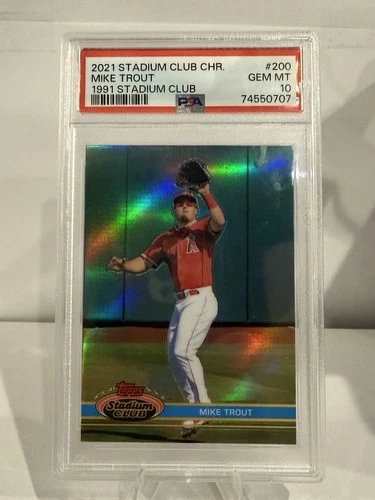 2021 STADIUM CLUB CHR. #200
MIKE TROUT GEM MT
1991 STADIUM CLUB 10
PSA 74550707
A
Topps
Stadium
CLUB
MIKE TROUT